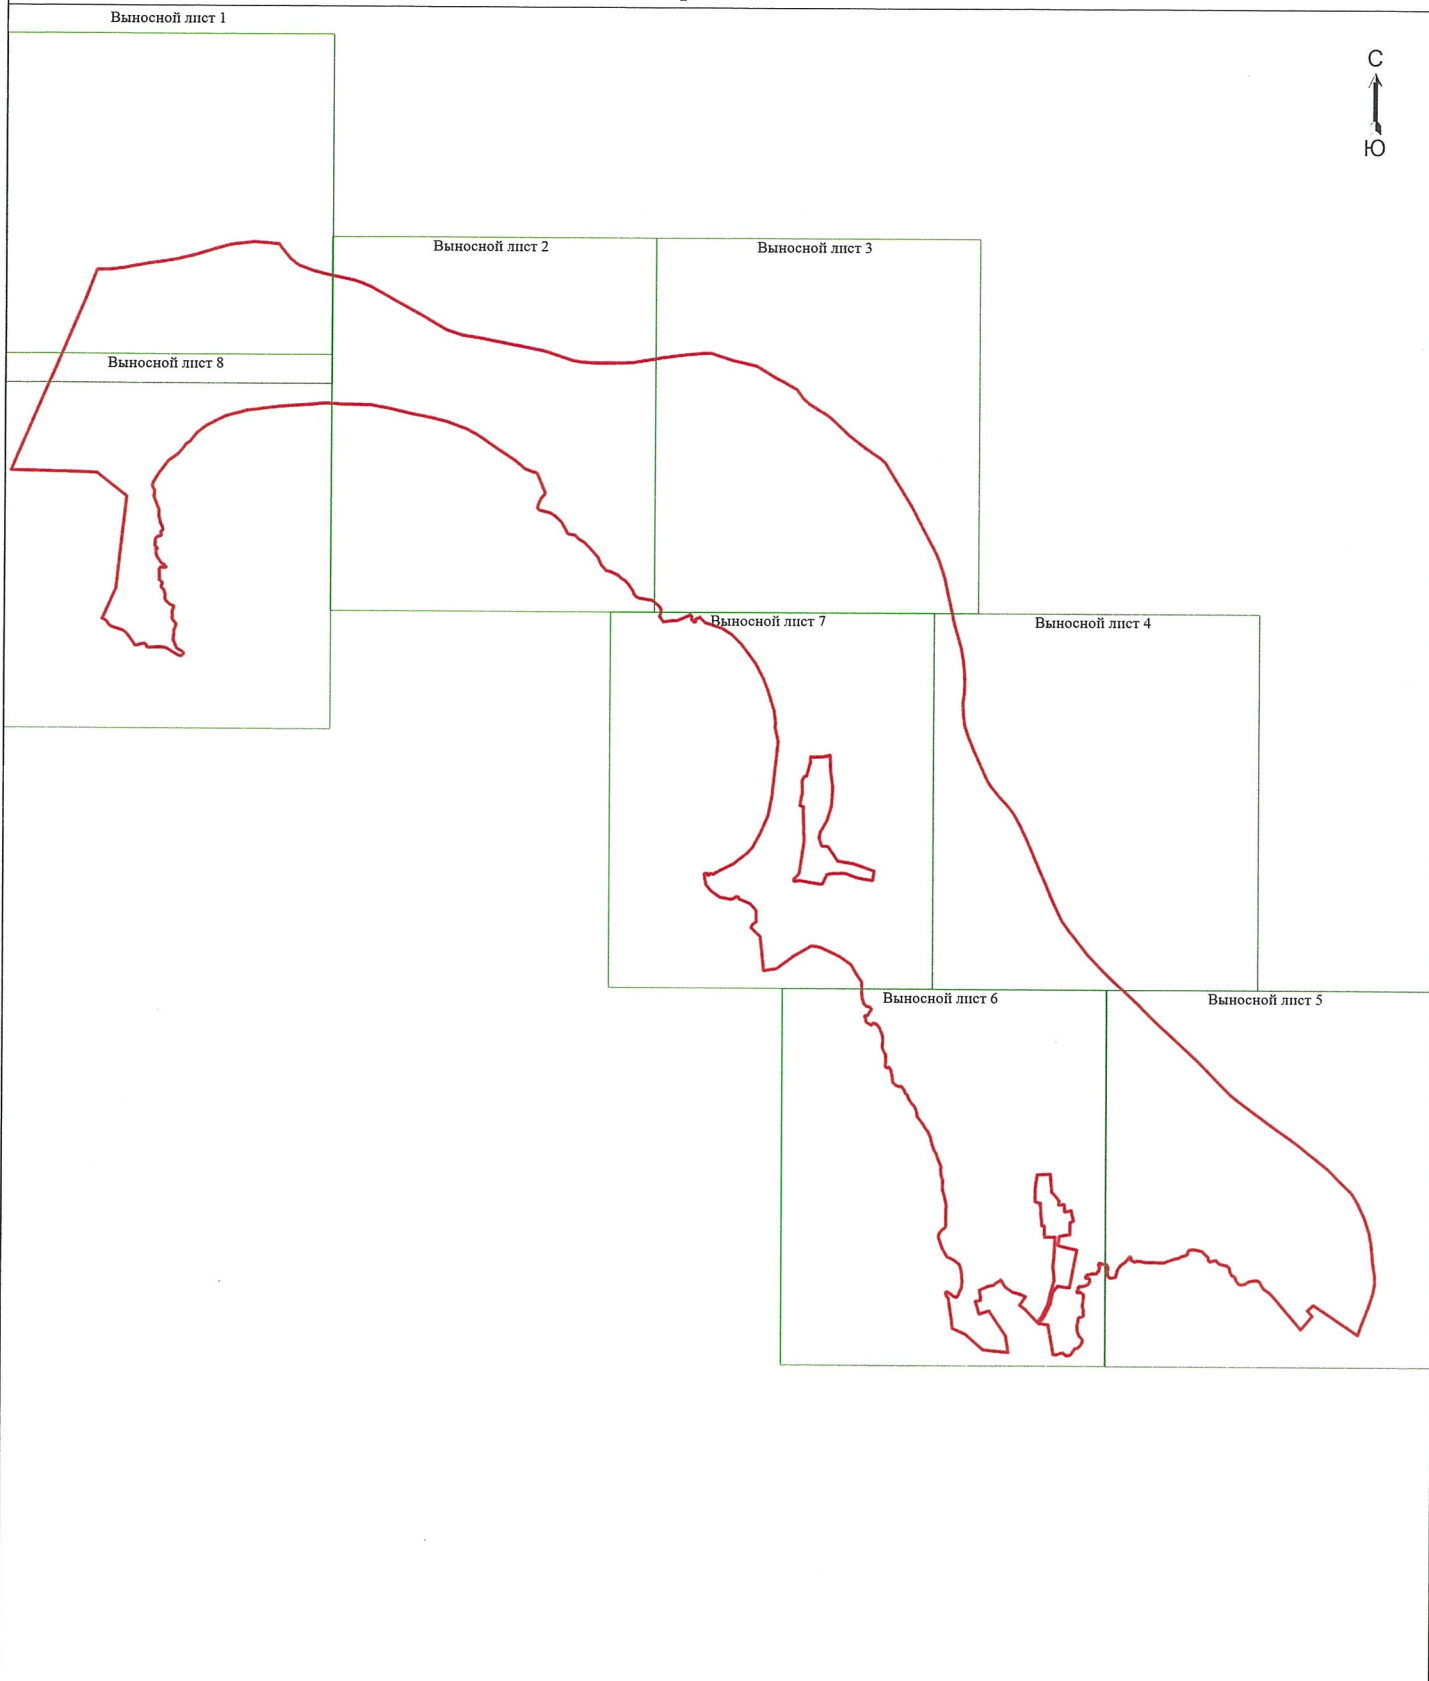 Выносной лист 1
С
Ю
Выносной лист 2
Выносной лист 3
Выносной лист 8
Выносной лист 7
Выносной лист 4
Выносной лист 6
Выносной лист 5